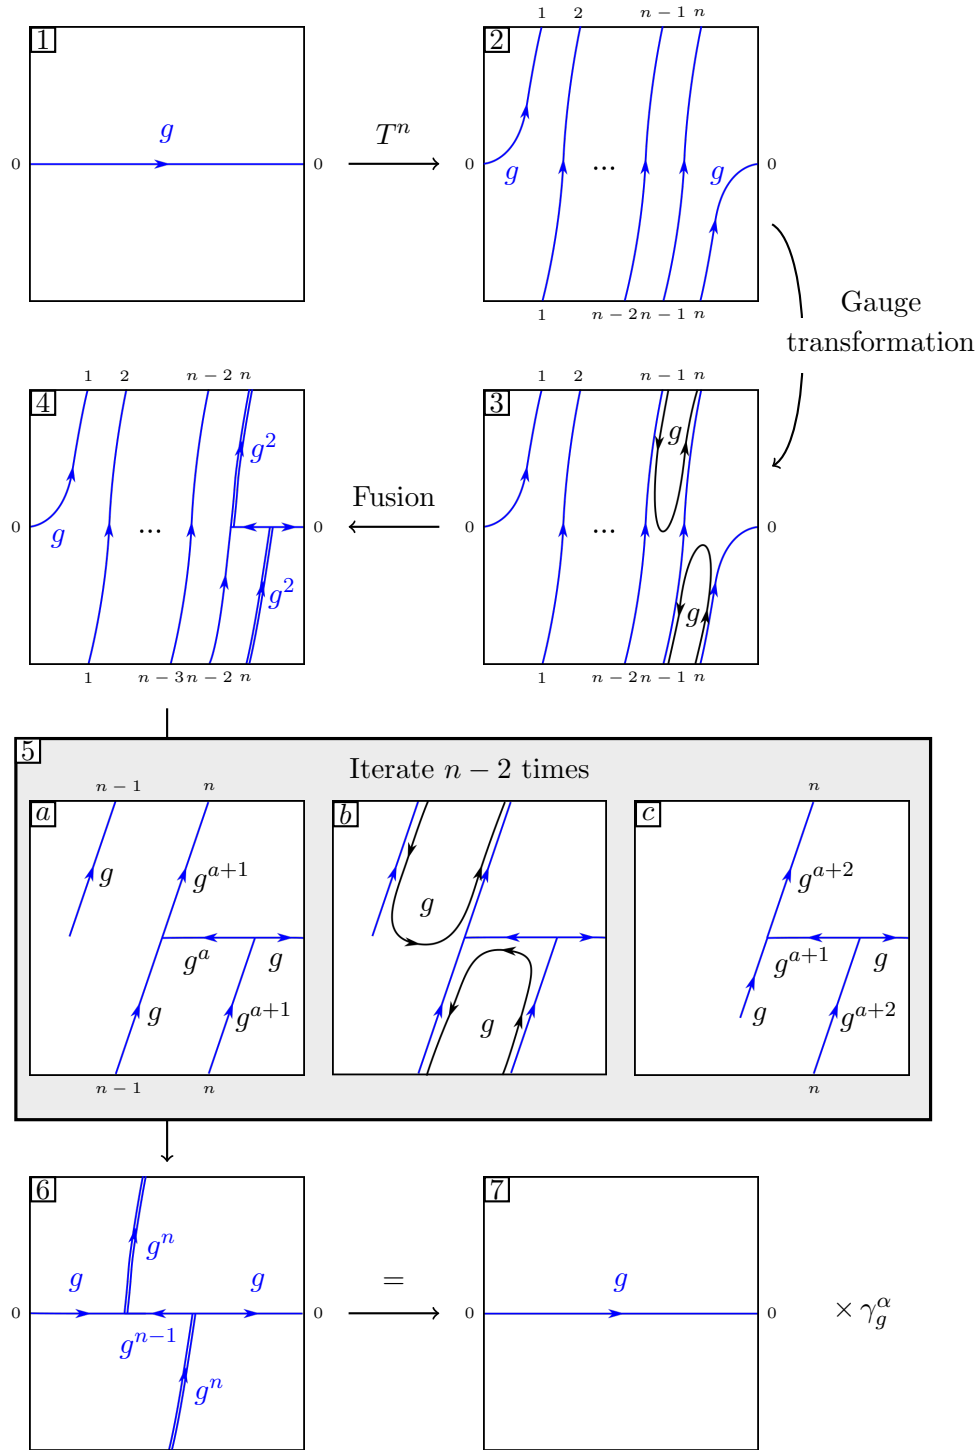 1 2 n − 1 n
1 2
g T^n
0 0 0 g ... g 0
1 n − 2 n − 1 n
Gauge
transformation
1 2 n − 2 n 1 2 n − 1 n
4 3
g^2 g
0 g ... 0 Fusion 0 ... 0
g^2 g
1 n − 3 n − 2 n 1 n − 2 n − 1 n
5
Iterate n − 2 times
n − 1 n n
a b c
g g^{a+1} g g^{a+2}
g^a g g^{a+1} g
g g^{a+1} g g g^{a+2}
n − 1 n n
6 7
g^n
g g = g
0 0 0 0 × γ_g^α
g^{n−1}
g^n